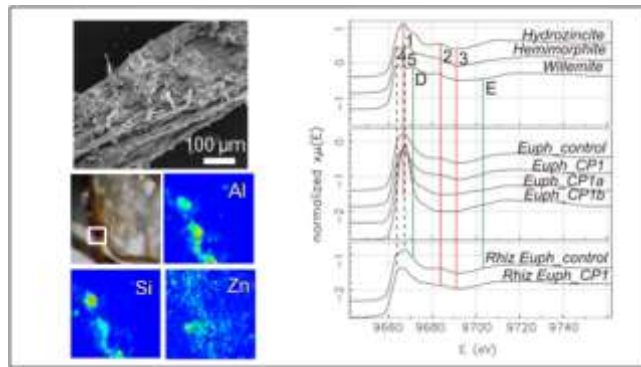 100 µm
Al
Si
Zn
Hydrozincite
Hemimorphite
Willemite
1
4 5
2
3
D
E
Euph_control
Euph_CP1
Euph_CP1a
Euph_CP1b
Rhiz Euph_control
Rhiz Euph_CP1
normalized xμ(E)
9660 9680 9700 9720 9740
E (eV)